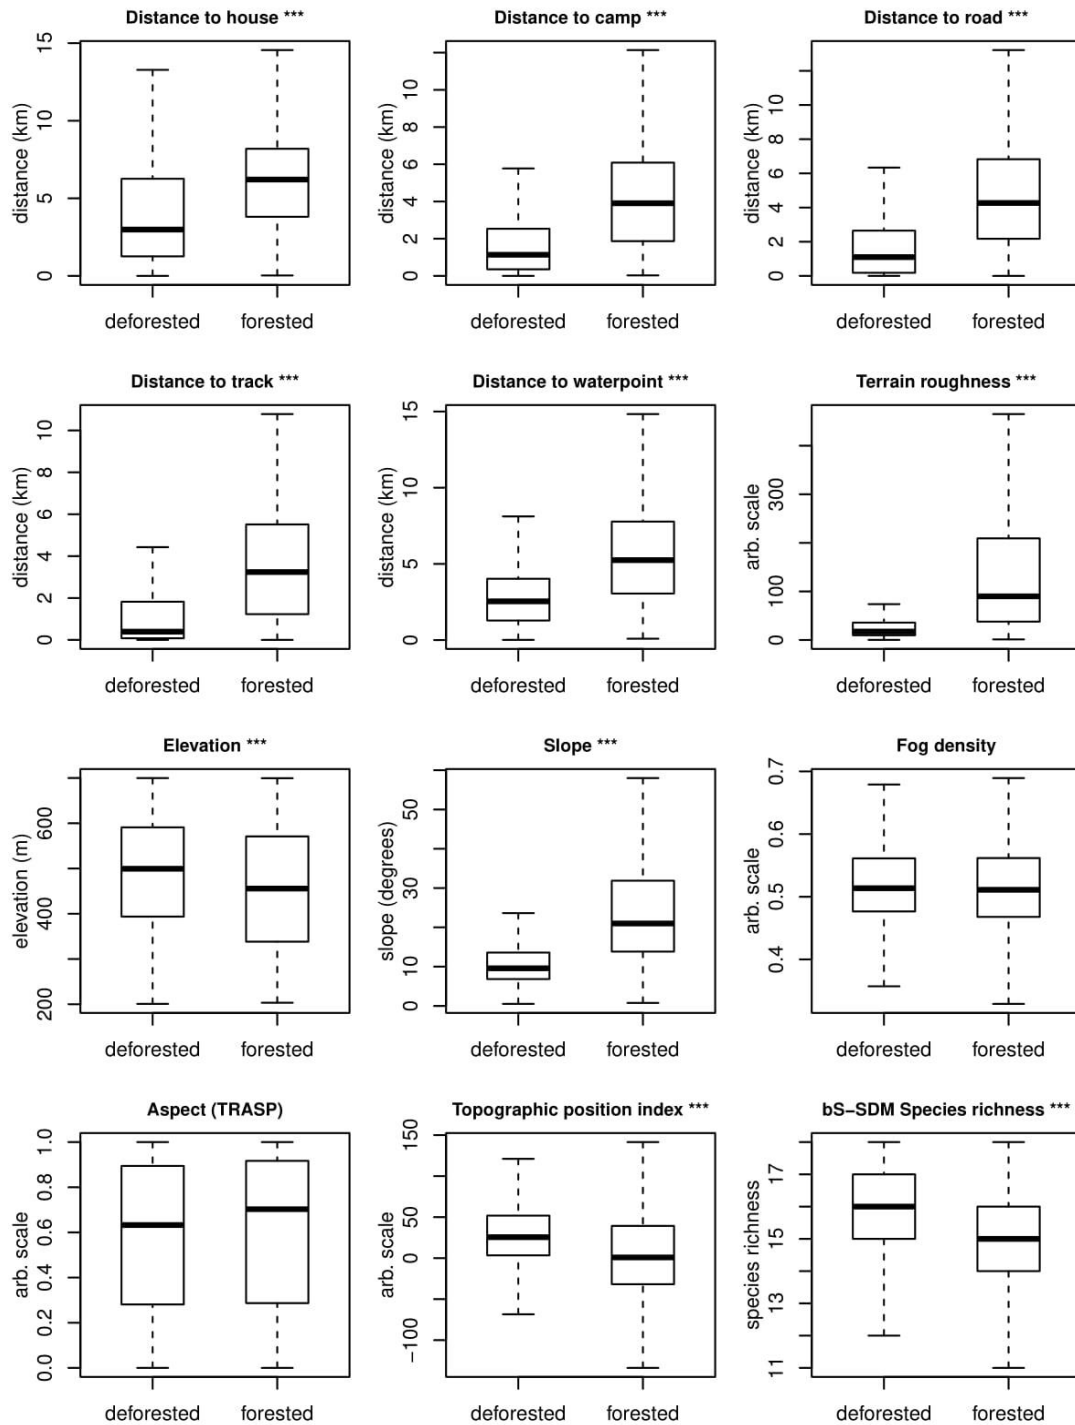 Distance to house ***
distance (km)
15
10
5
0
deforested forested
Distance to camp ***
distance (km)
10
6
4
2
0
deforested forested
Distance to road ***
distance (km)
10
8
6
4
2
0
deforested forested
Distance to track ***
distance (km)
10
8
6
4
2
0
deforested forested
Distance to waterpoint ***
distance (km)
15
10
5
0
deforested forested
Terrain roughness ***
arb. scale
300
100
0
deforested forested
Elevation ***
elevation (m)
600
400
200
deforested forested
Slope ***
slope (degrees)
50
30
10
0
deforested forested
Fog density
arb. scale
0.7
0.6
0.5
0.4
deforested forested
Aspect (TRASP)
arb. scale
1.0
0.8
0.6
0.4
0.2
0.0
deforested forested
Topographic position index ***
arb. scale
150
50
0
−100
deforested forested
bS−SDM Species richness ***
species richness
17
15
13
11
deforested forested